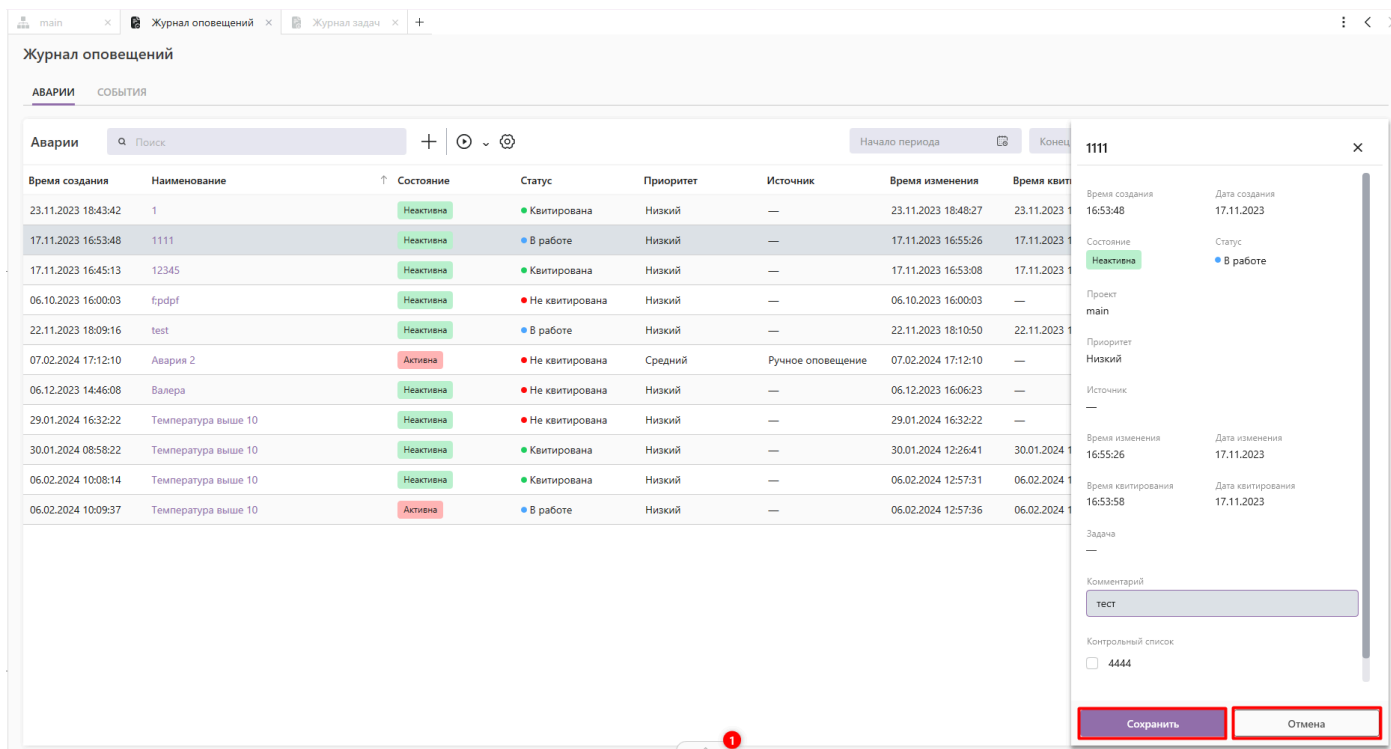 main Журнал оповещений Журнал задач
Журнал оповещений
АВАРИИ СОБЫТИЯ
Аварии Поиск Начало периода Конец
Время создания Наименование Состояние Статус Приоритет Источник Время изменения Время квит
23.11.2023 18:43:42 1 Неактивна Квитирована Низкий — 23.11.2023 18:48:27 23.11.2023 1
17.11.2023 16:53:48 1111 Неактивна В работе Низкий — 17.11.2023 16:55:26 17.11.2023 1
17.11.2023 16:45:13 12345 Неактивна Квитирована Низкий — 17.11.2023 16:53:08 17.11.2023 1
06.10.2023 16:00:03 f;pdpf Неактивна Не квитирована Низкий — 06.10.2023 16:00:03 —
22.11.2023 18:09:16 test Неактивна В работе Низкий — 22.11.2023 18:10:50 22.11.2023 1
07.02.2024 17:12:10 Авария 2 Активна Не квитирована Средний Ручное оповещение 07.02.2024 17:12:10 —
06.12.2023 14:46:08 Валера Неактивна Не квитирована Низкий — 06.12.2023 16:06:23 —
29.01.2024 16:32:22 Температура выше 10 Неактивна Не квитирована Низкий — 29.01.2024 16:32:22 —
30.01.2024 08:58:22 Температура выше 10 Неактивна Квитирована Низкий — 30.01.2024 12:26:41 30.01.2024 1
06.02.2024 10:08:14 Температура выше 10 Неактивна Квитирована Низкий — 06.02.2024 12:57:31 06.02.2024 1
06.02.2024 10:09:37 Температура выше 10 Активна В работе Низкий — 06.02.2024 12:57:36 06.02.2024 1
1111
Время создания Дата создания
16:53:48 17.11.2023
Состояние Статус
Неактивна В работе
Проект
main
Приоритет
Низкий
Источник
—
Время изменения Дата изменения
16:55:26 17.11.2023
Время квитирования Дата квитирования
16:53:58 17.11.2023
Задача
—
Комментарий
тест
Контрольный список
4444
Сохранить Отмена
1